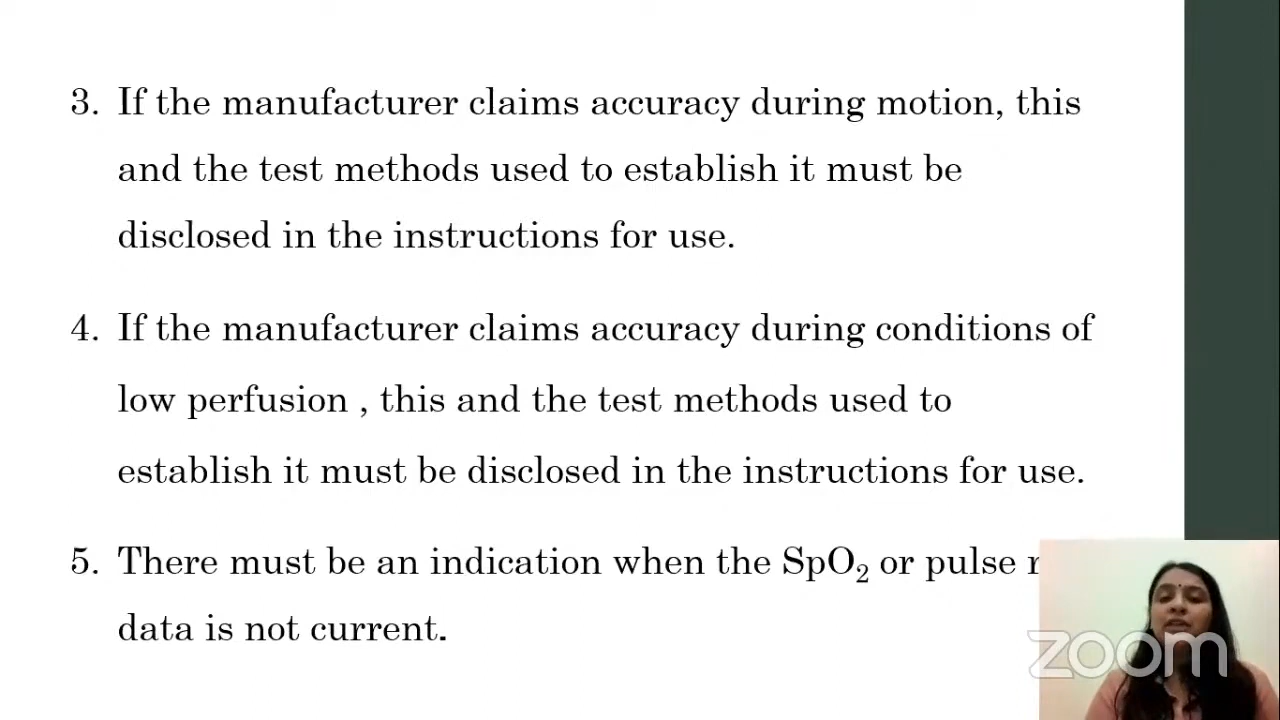 3. If the manufacturer claims accuracy during motion, this
and the test methods used to establish it must be
disclosed in the instructions for use.
4. If the manufacturer claims accuracy during conditions of
low perfusion , this and the test methods used to
establish it must be disclosed in the instructions for use.
5. There must be an indication when the SpO₂ or pulse
data is not current.
zoom